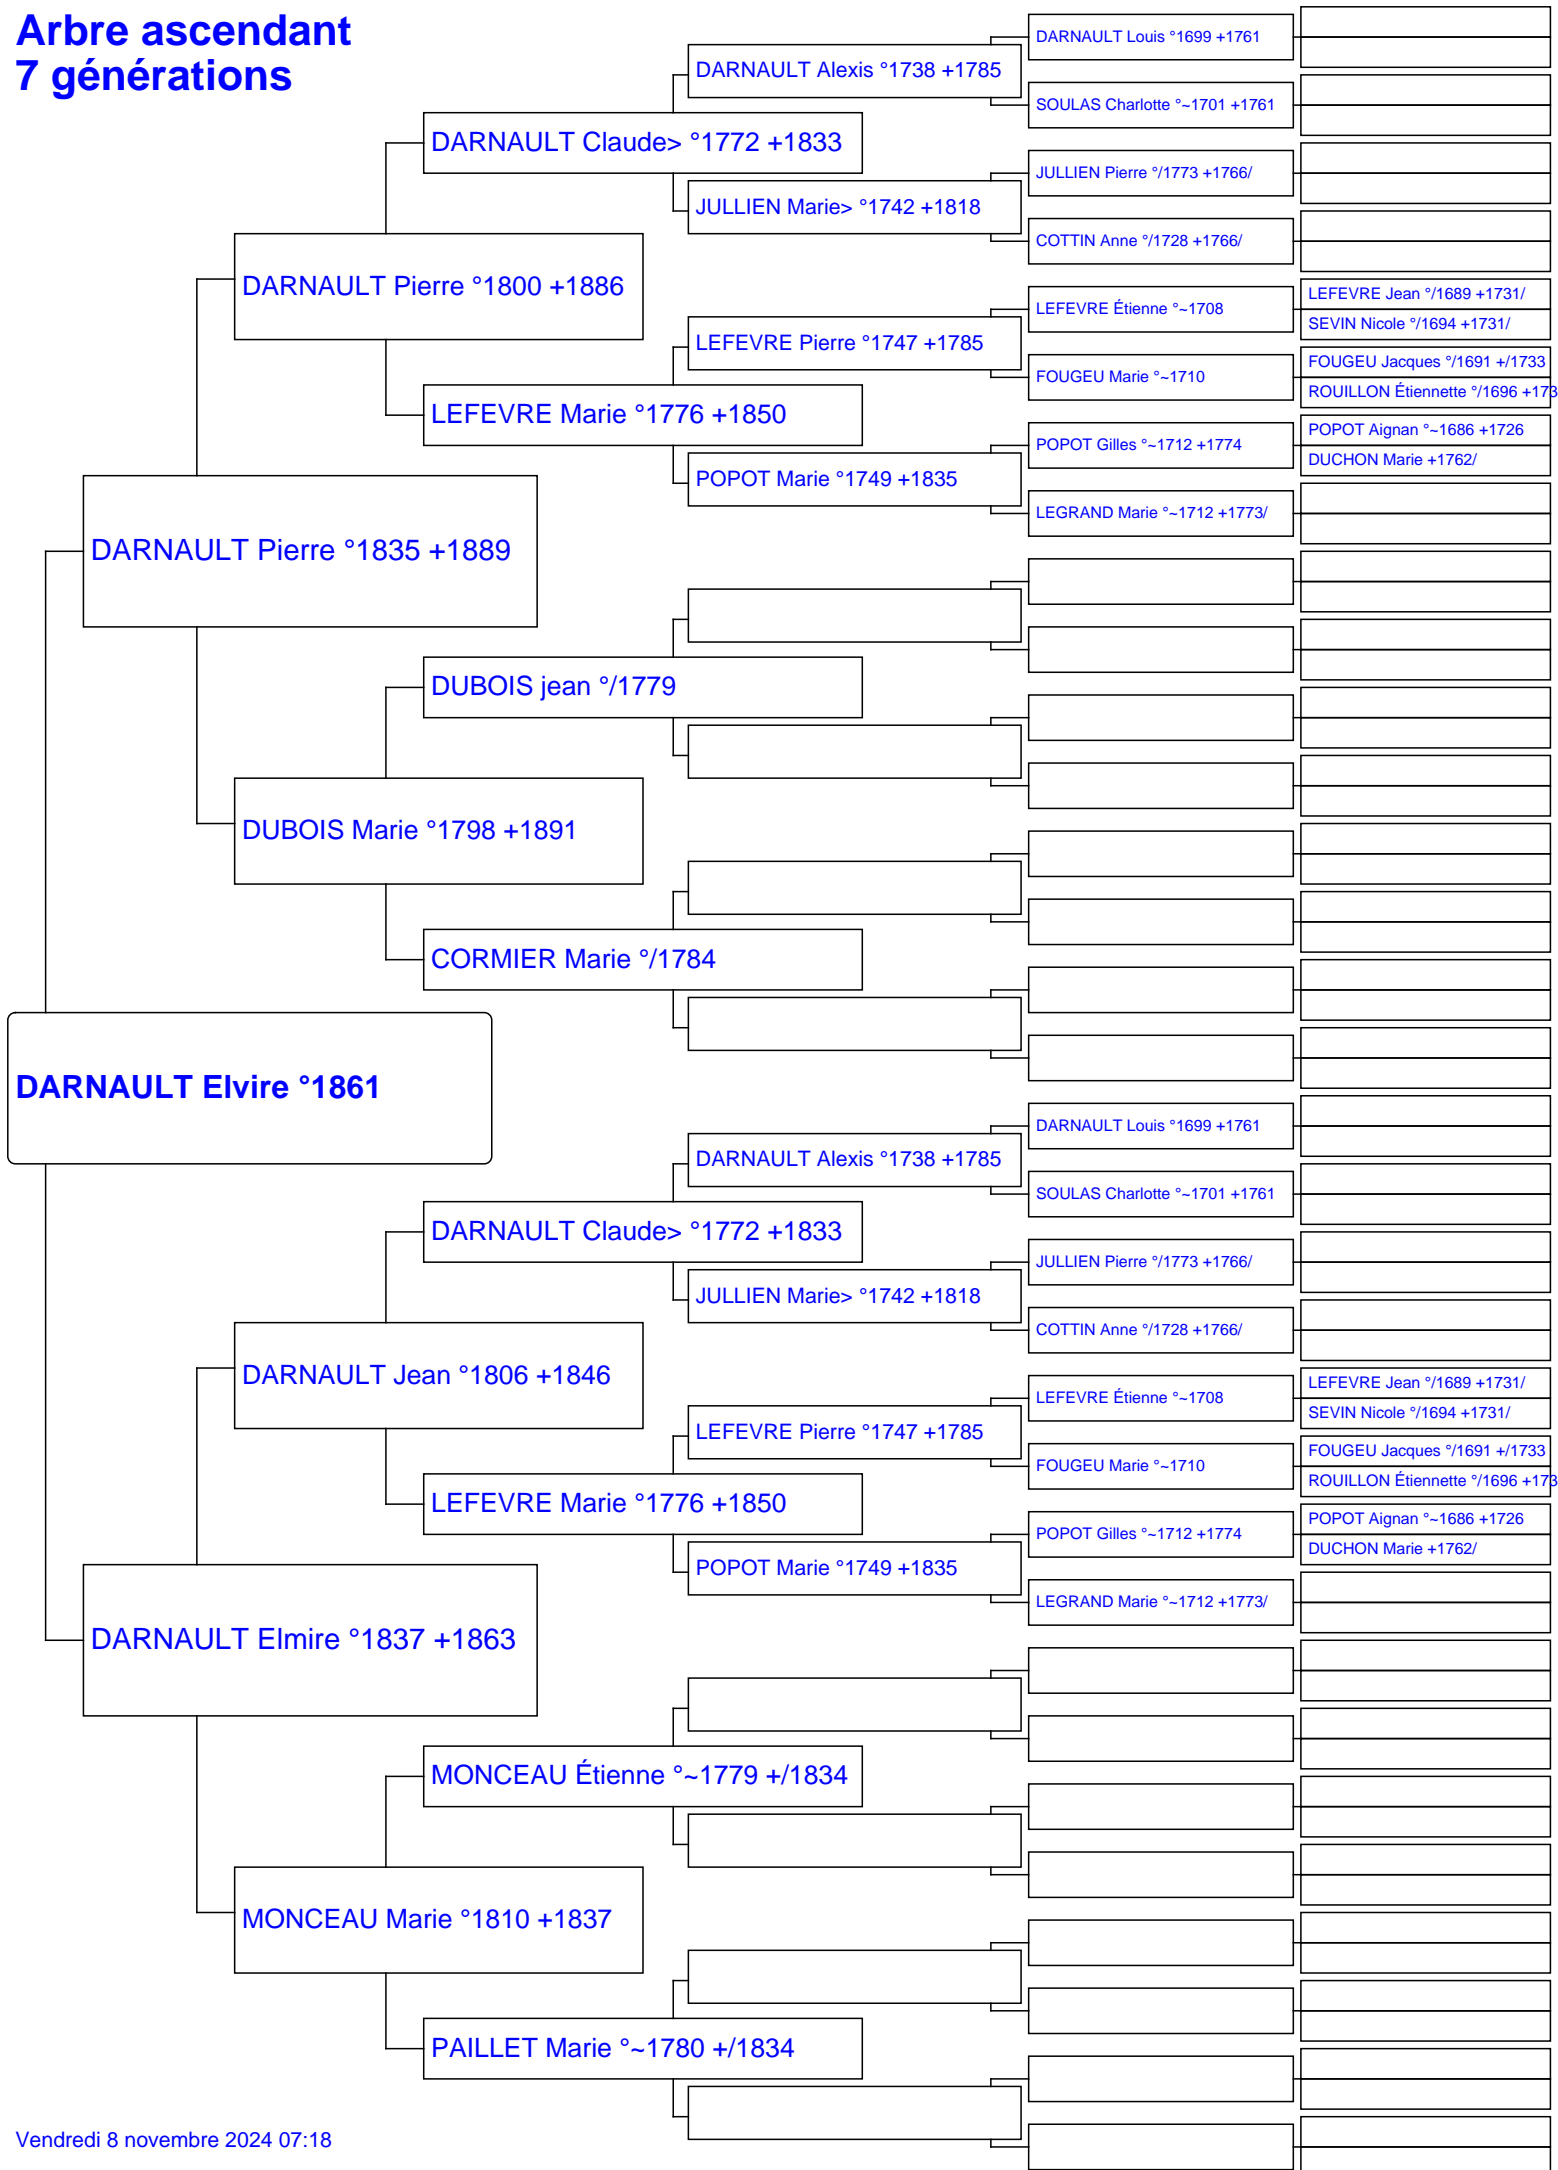 Arbre ascendant
7 générations
DARNAULT Louis °1699 +1761
DARNAULT Alexis °1738 +1785
SOULAS Charlotte °~1701 +1761
DARNAULT Claude> °1772 +1833
JULLIEN Pierre °/1773 +1766/
JULLIEN Marie> °1742 +1818
COTTIN Anne °/1728 +1766/
DARNAULT Pierre °1800 +1886
LEFEVRE Jean °/1689 +1731/
LEFEVRE Étienne °~1708
SEVIN Nicole °/1694 +1731/
LEFEVRE Pierre °1747 +1785
FOUGEU Jacques °/1691 +/1733
FOUGEU Marie °~1710
ROUILLON Étiennette °/1696 +173
LEFEVRE Marie °1776 +1850
POPOT Aignan °~1686 +1726
POPOT Gilles °~1712 +1774
DUCHON Marie +1762/
POPOT Marie °1749 +1835
LEGRAND Marie °~1712 +1773/
DARNAULT Pierre °1835 +1889
DUBOIS jean °/1779
DUBOIS Marie °1798 +1891
CORMIER Marie °/1784
DARNAULT Elvire °1861
DARNAULT Louis °1699 +1761
DARNAULT Alexis °1738 +1785
SOULAS Charlotte °~1701 +1761
DARNAULT Claude> °1772 +1833
JULLIEN Pierre °/1773 +1766/
JULLIEN Marie> °1742 +1818
COTTIN Anne °/1728 +1766/
DARNAULT Jean °1806 +1846
LEFEVRE Jean °/1689 +1731/
LEFEVRE Étienne °~1708
SEVIN Nicole °/1694 +1731/
LEFEVRE Pierre °1747 +1785
FOUGEU Jacques °/1691 +/1733
FOUGEU Marie °~1710
ROUILLON Étiennette °/1696 +173
LEFEVRE Marie °1776 +1850
POPOT Aignan °~1686 +1726
POPOT Gilles °~1712 +1774
DUCHON Marie +1762/
POPOT Marie °1749 +1835
LEGRAND Marie °~1712 +1773/
DARNAULT Elmire °1837 +1863
MONCEAU Étienne °~1779 +/1834
MONCEAU Marie °1810 +1837
PAILLET Marie °~1780 +/1834
Vendredi 8 novembre 2024 07:18